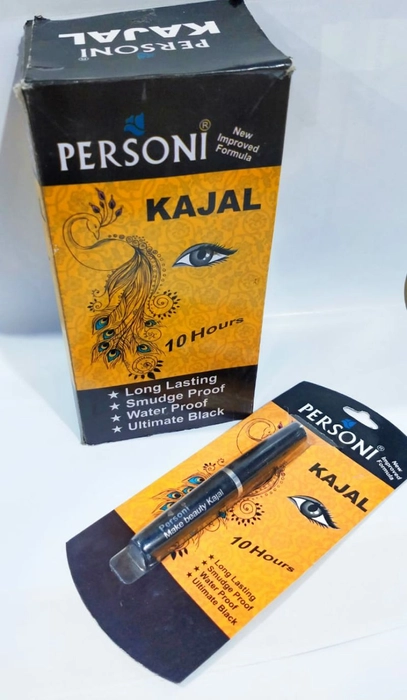 PERSONI®
KAJAL
PERSONI®
New
Improved
Formula
KAJAL
10 Hours
★ Long Lasting
★ Smudge Proof
★ Water Proof
★ Ultimate Black
PERSONI®
New
Improved
Formula
KAJAL
Personi
Make beauty Kajal
10 Hours
★ Long Lasting
★ Smudge Proof
★ Water Proof
★ Ultimate Black